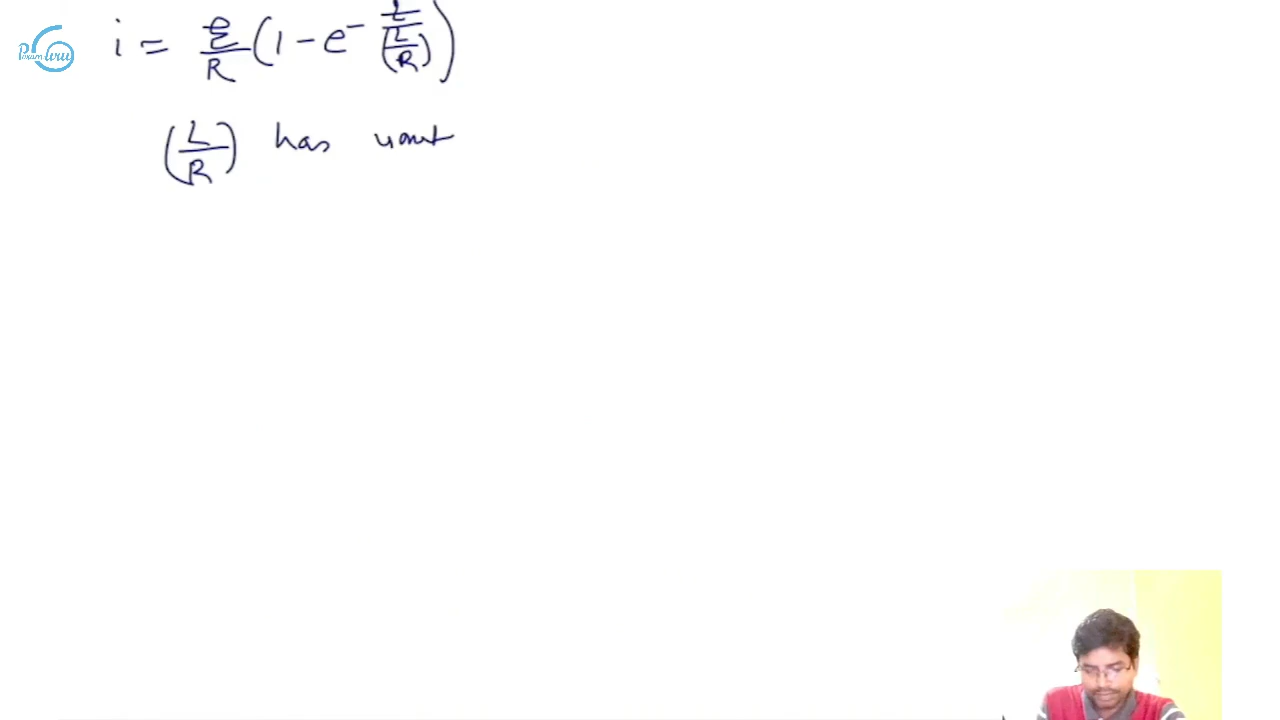 i = ξ/R (1 - e^-t/(L/R))
(L/R) has unit